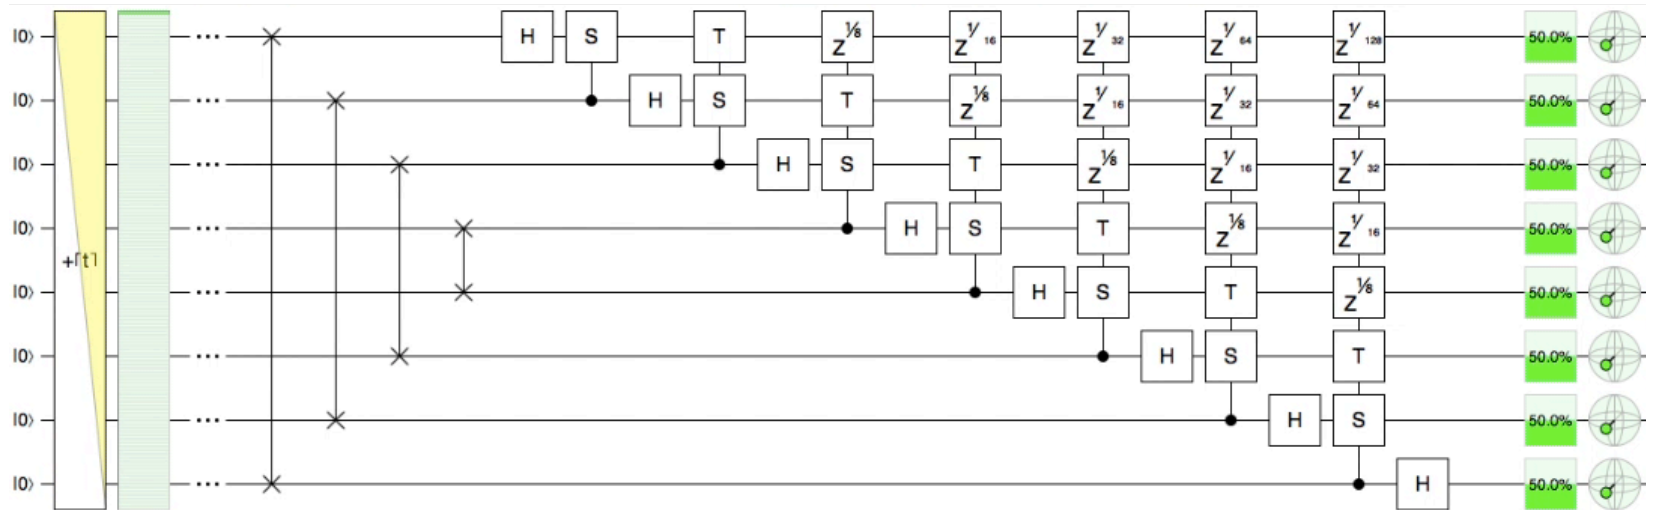 |0⟩ ... H S T Z^⅛ Z^1/16 Z^1/32 Z^1/64 Z^1/128 50.0%
|0⟩ ... H S T Z^⅛ Z^1/16 Z^1/32 Z^1/64 50.0%
|0⟩ ... H S T Z^⅛ Z^1/16 Z^1/32 50.0%
|0⟩ ... H S T Z^⅛ Z^1/16 50.0%
+⌈t⌉
|0⟩ ... H S T Z^⅛ 50.0%
|0⟩ ... H S T 50.0%
|0⟩ ... H S 50.0%
|0⟩ ... H 50.0%